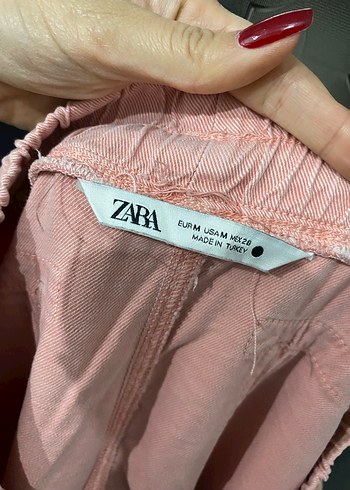 ZARA
EUR M USA M MEX 28
MADE IN TURKEY